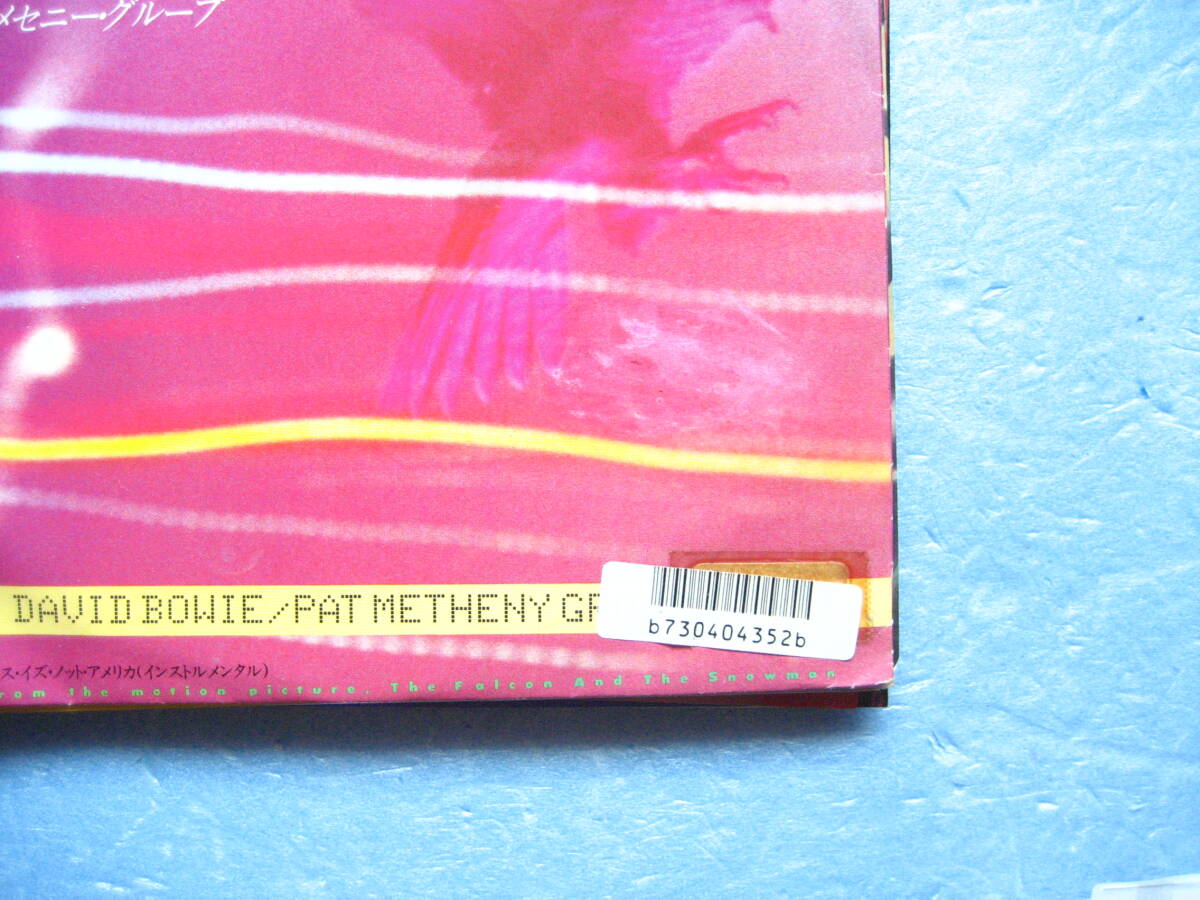 メセニー・グループ
DAVID BOWIE/PAT METHENY
b730404352b
ス・イズ・ノット・アメリカ(インストルメンタル)
rom the motion picture. The Falcon And The Snowman